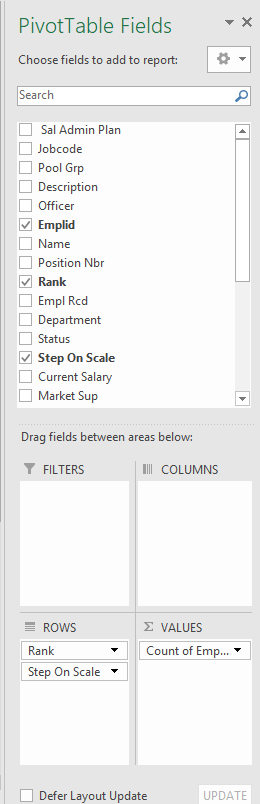 PivotTable Fields
Choose fields to add to report:
Search
Sal Admin Plan
Jobcode
Pool Grp
Description
Officer
Emplid
Name
Position Nbr
Rank
Empl Rcd
Department
Status
Step On Scale
Current Salary
Market Sup
Drag fields between areas below:
FILTERS
COLUMNS
ROWS
Σ VALUES
Rank
Count of Emp...
Step On Scale
Defer Layout Update
UPDATE